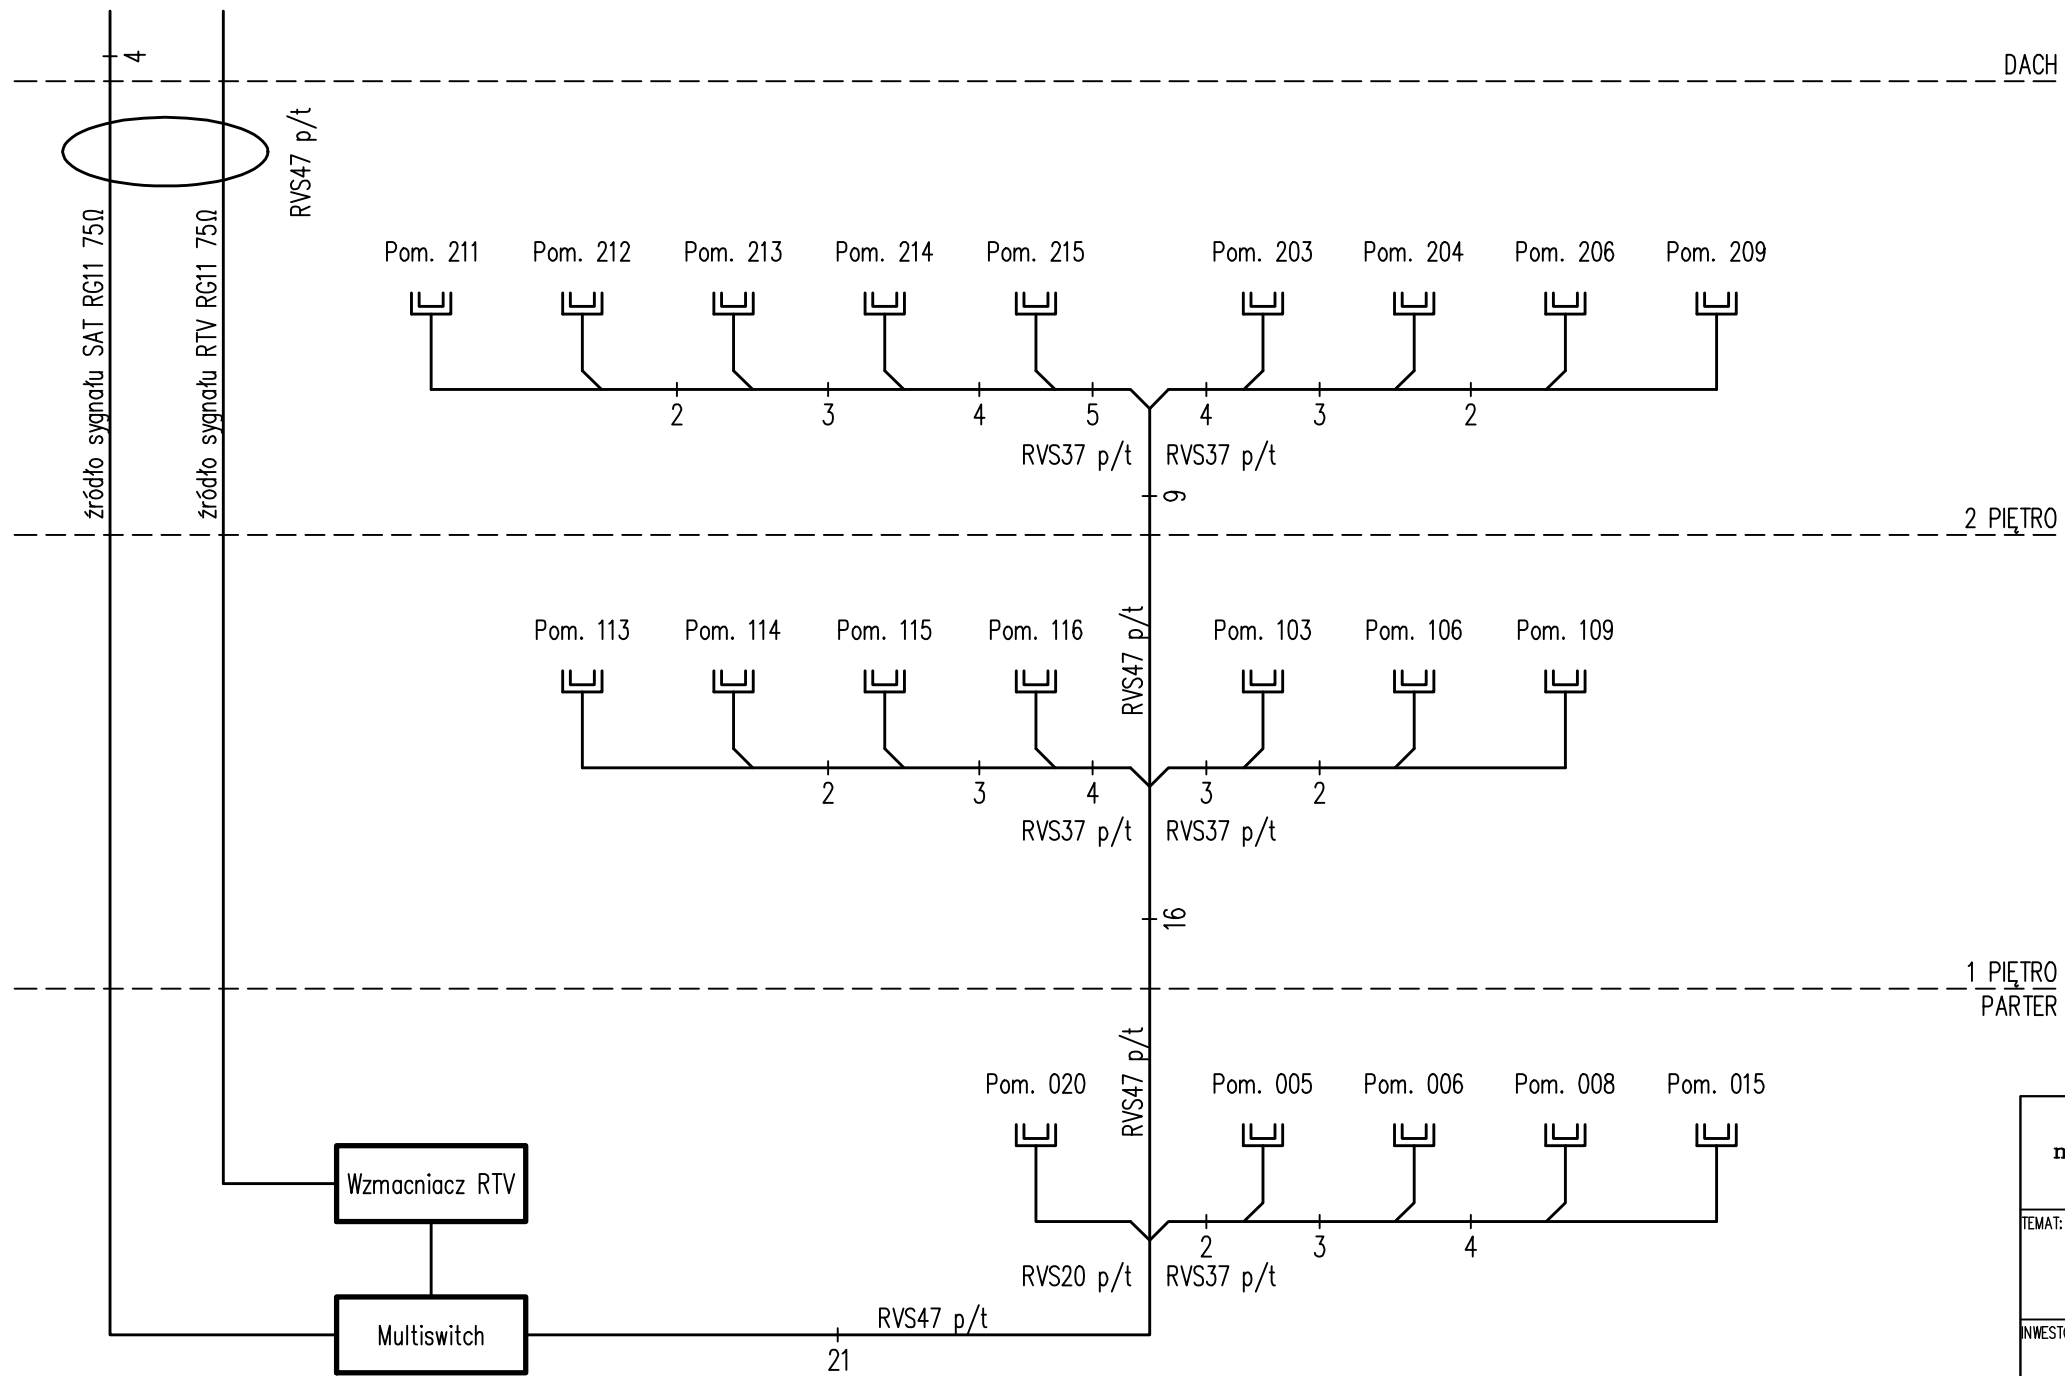 4
DACH
RVS47 p/t
źródło sygnału SAT RG11 75Ω
źródło sygnału RTV RG11 75Ω
Pom. 211 Pom. 212 Pom. 213 Pom. 214 Pom. 215 Pom. 203 Pom. 204 Pom. 206 Pom. 209
2 3 4 5 4 3 2
RVS37 p/t RVS37 p/t
9
2 PIĘTRO
RVS47 p/t
Pom. 113 Pom. 114 Pom. 115 Pom. 116 Pom. 103 Pom. 106 Pom. 109
2 3 4 3 2
RVS37 p/t RVS37 p/t
16
1 PIĘTRO
PARTER
RVS47 p/t
Pom. 020 Pom. 005 Pom. 006 Pom. 008 Pom. 015
Wzmacniacz RTV
2 3 4
RVS20 p/t RVS37 p/t
RVS47 p/t
Multiswitch
21
TEMAT: